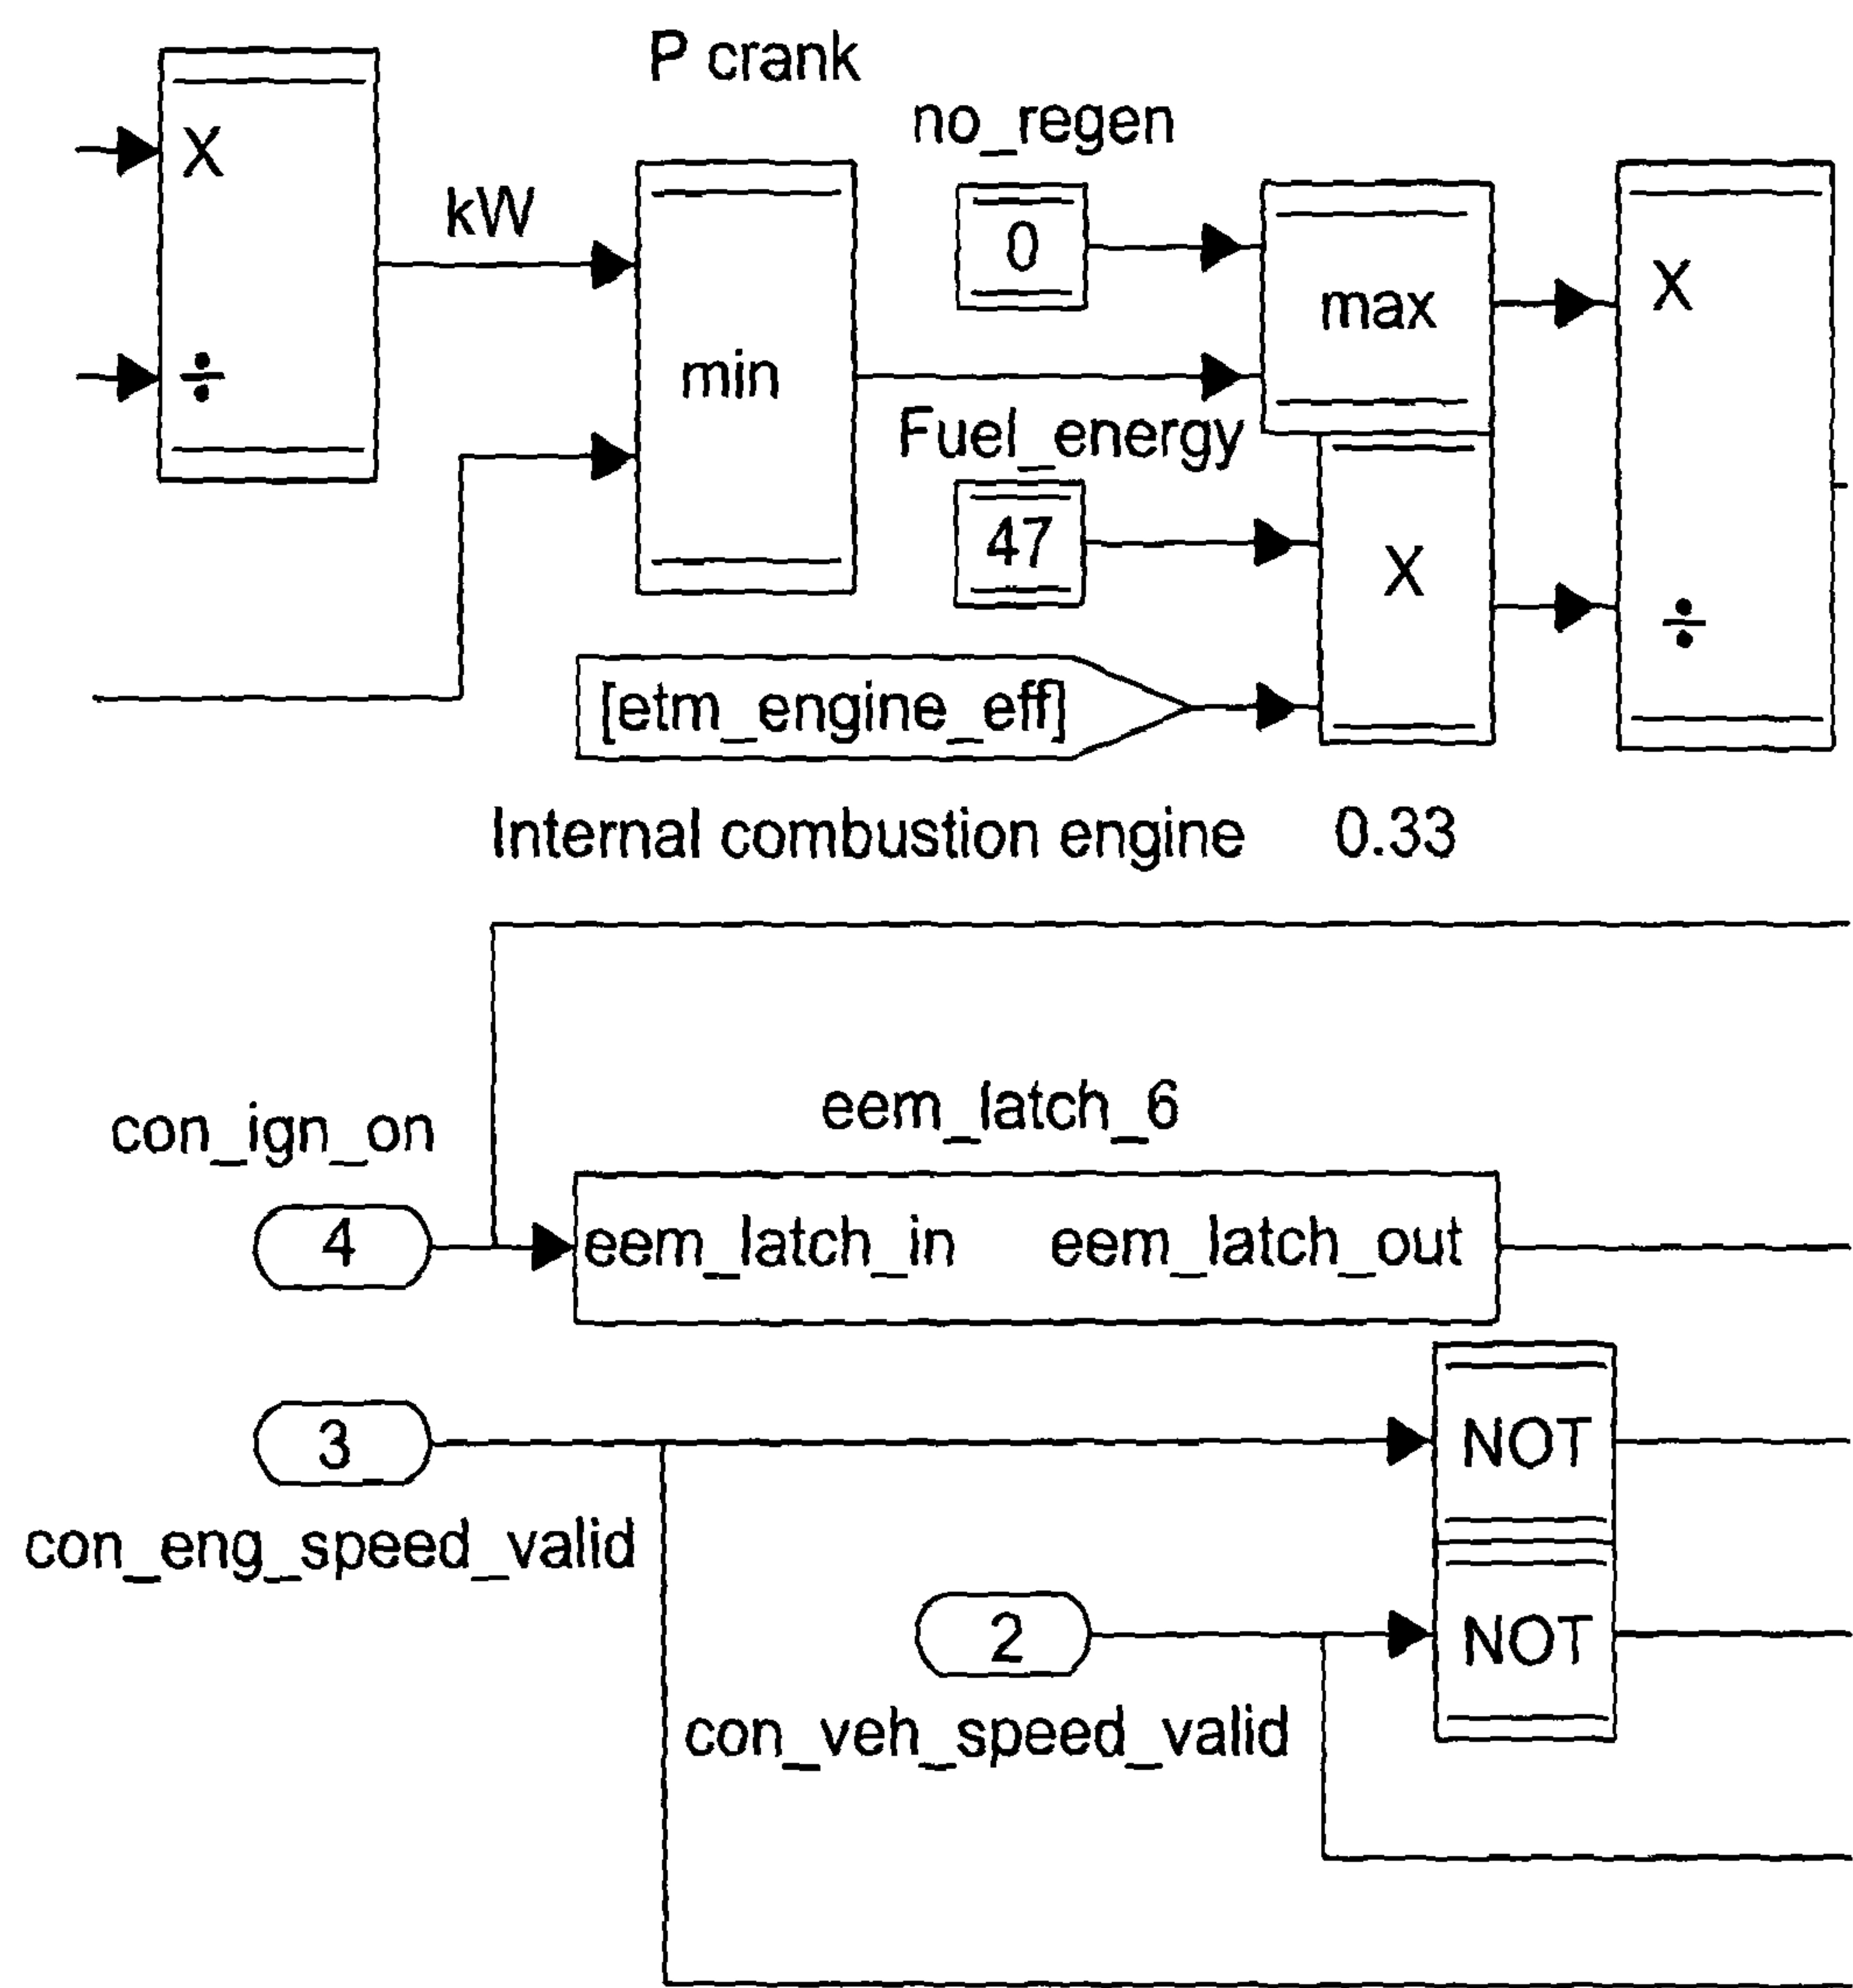 P crank
no_regen
X
÷
kW
min
0
max
X
÷
Fuel_energy
47
X
[etm_engine_eff]
Internal combustion engine 0.33
con_ign_on
eem_latch_6
4
eem_latch_in eem_latch_out
3
NOT
con_eng_speed_valid
2
NOT
con_veh_speed_valid